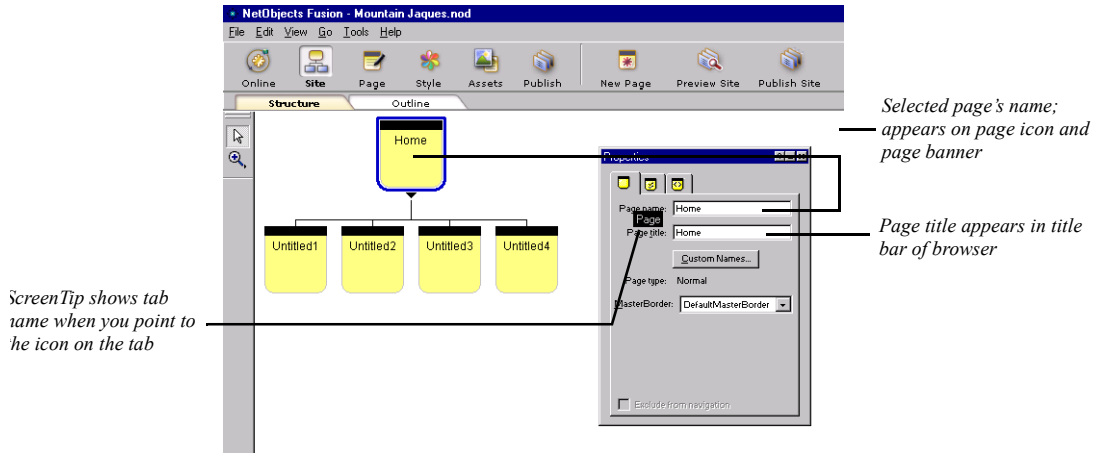 NetObjects Fusion - Mountain Jaques.nod
File Edit View Go Tools Help
Online Site Page Style Assets Publish New Page Preview Site Publish Site
Structure Outline
Home
Untitled1 Untitled2 Untitled3 Untitled4
Properties
Page name: Home
Page
Page title: Home
Custom Names...
Page type: Normal
MasterBorder: DefaultMasterBorder
Exclude from navigation
Selected page's name;
appears on page icon and
page banner
Page title appears in title
bar of browser
ScreenTip shows tab
name when you point to
the icon on the tab